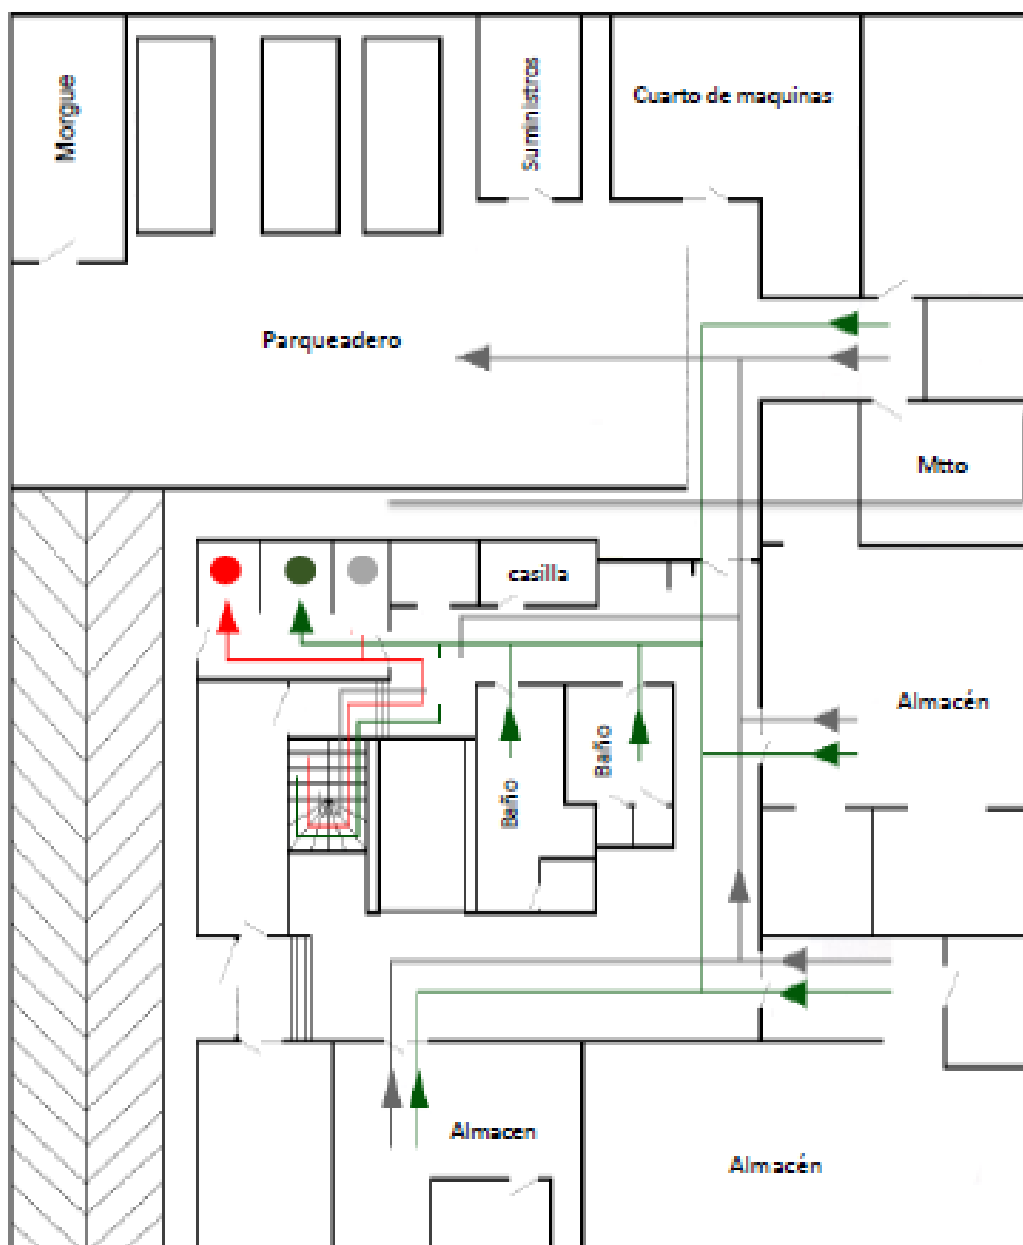 Morgue
Suministros
Cuarto de maquinas
Parqueadero
Mtto
casilla
Almacén
Baño
Baño
Almacen
Almacén